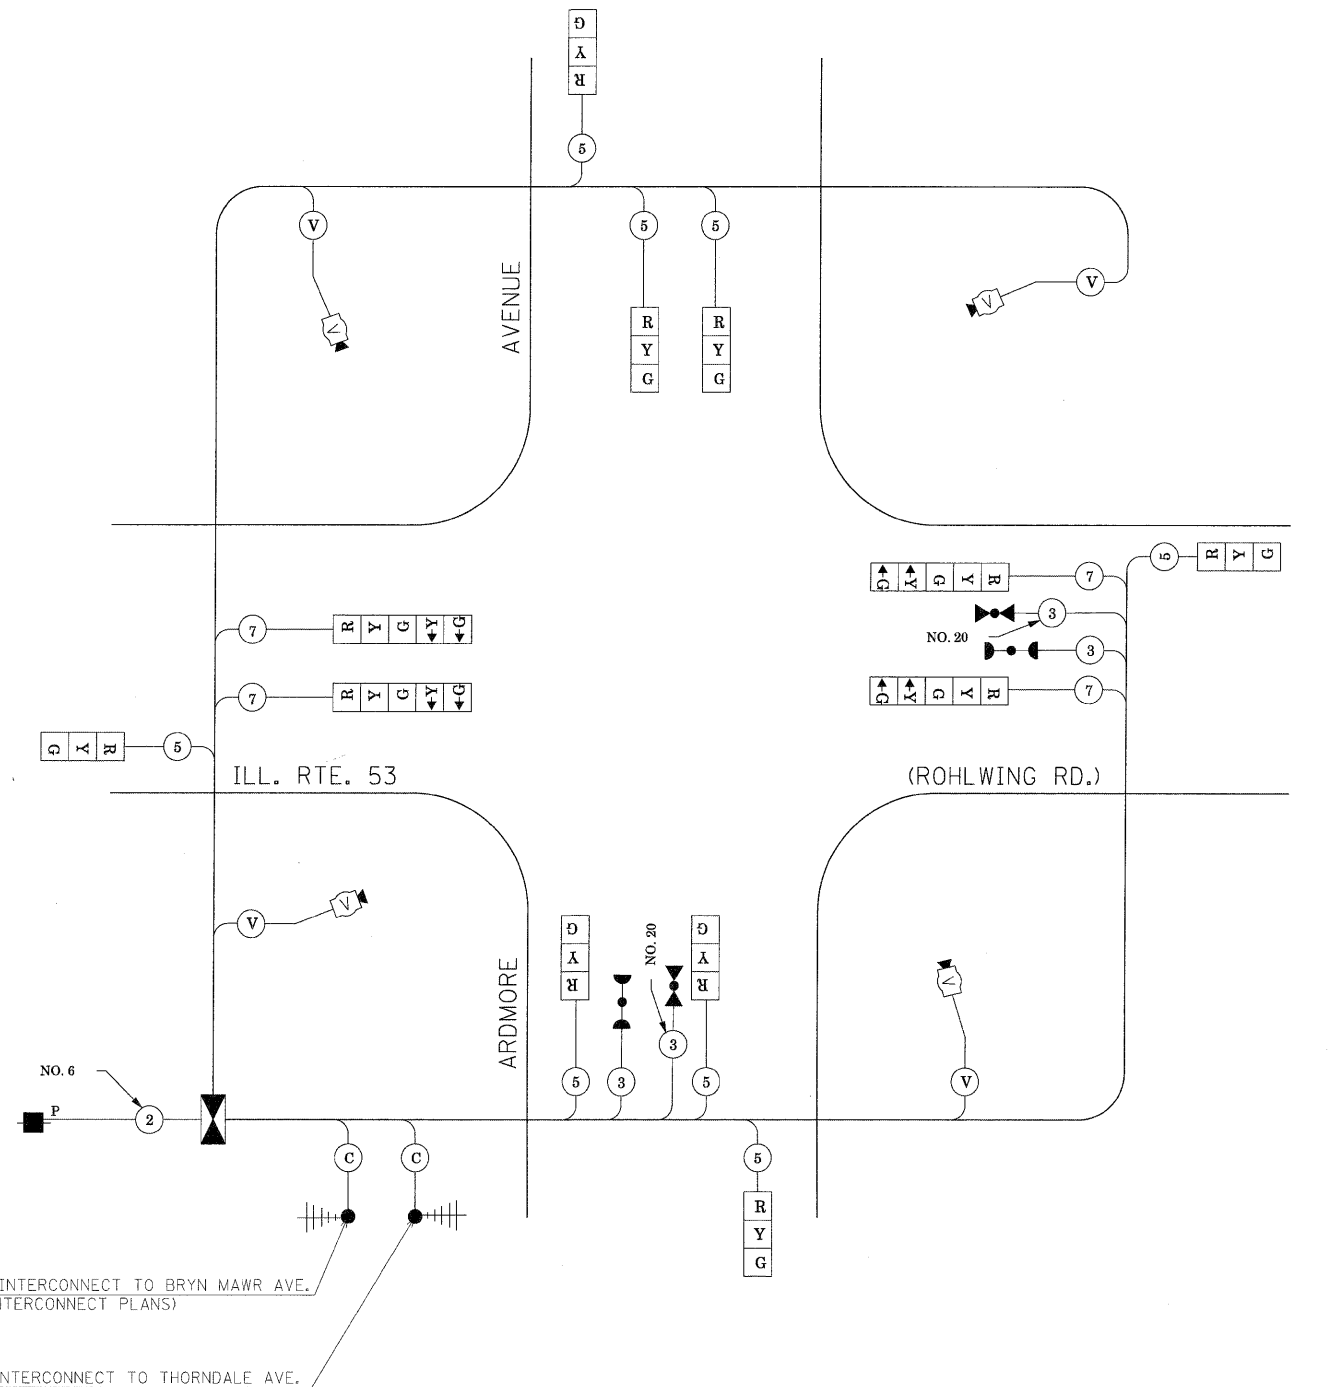 G
Y
R
5
V
5
5
V
AVENUE
R
Y
G
R
Y
G
5
R Y G
G Y G Y R
7
7
R Y G Y G
3
NO. 20
3
7
R Y G Y G
G Y G Y R
7
G Y R
5
ILL. RTE. 53
(ROHLWING RD.)
V
V
G
Y
R
NO. 20
G
Y
R
ARDMORE
V
3
NO. 6
5
3
5
V
P
2
C
C
5
R
Y
G
INTERCONNECT TO BRYN MAWR AVE.
TERCONNECT PLANS)
NTERCONNECT TO THORNDALE AVE.